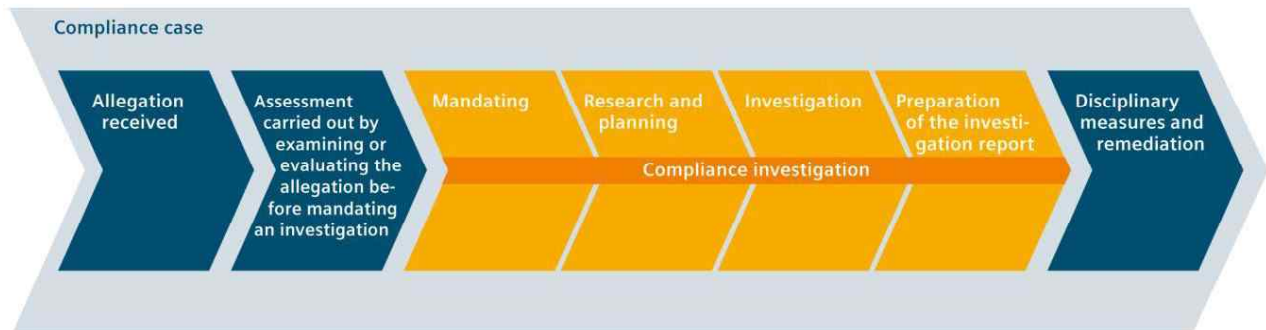 Compliance case
Allegation
received
Assessment
carried out by
examining or
evaluating the
allegation be-
fore mandating
an investigation
Mandating
Research and
planning
Investigation
Preparation
of the investi-
gation report
Compliance investigation
Disciplinary
measures and
remediation